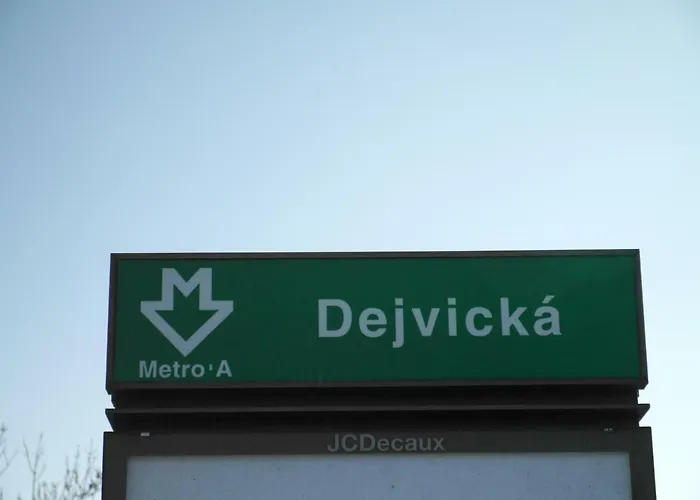 M
Dejvická
Metro·A
JCDecaux